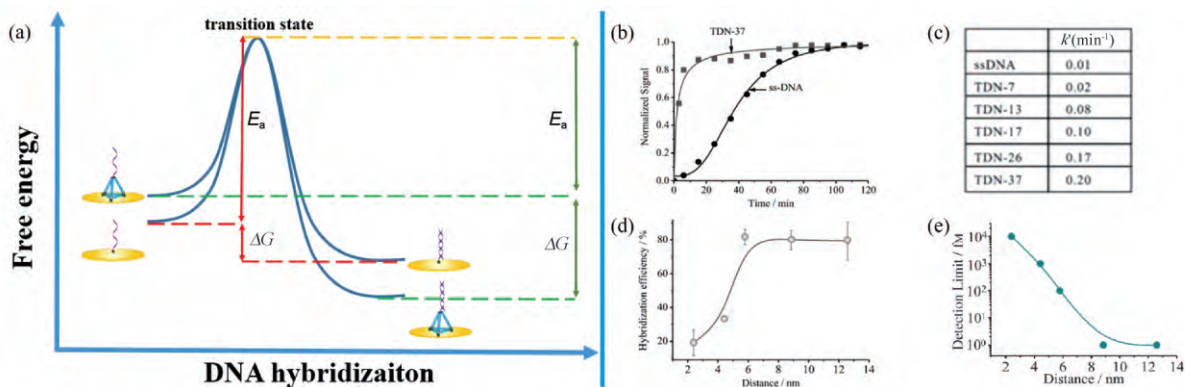 (a)
transition state
Free energy
Ea
Ea
ΔG
ΔG
DNA hybridizaiton
(b)
TDN-37
ss-DNA
Normalized Signal
1.0
0.8
0.6
0.4
0.2
0.0
0 20 40 60 80 100 120
Time / min
(c)
k'(min⁻¹)
ssDNA 0.01
TDN-7 0.02
TDN-13 0.08
TDN-17 0.10
TDN-26 0.17
TDN-37 0.20
(d)
Hybridization efficiency / %
80
60
40
20
2 4 6 8 10 12 14
Distance / nm
(e)
Detection Limit / fM
10⁴
10³
10²
10¹
10⁰
2 4 6 8 10 12 14
Distance / nm